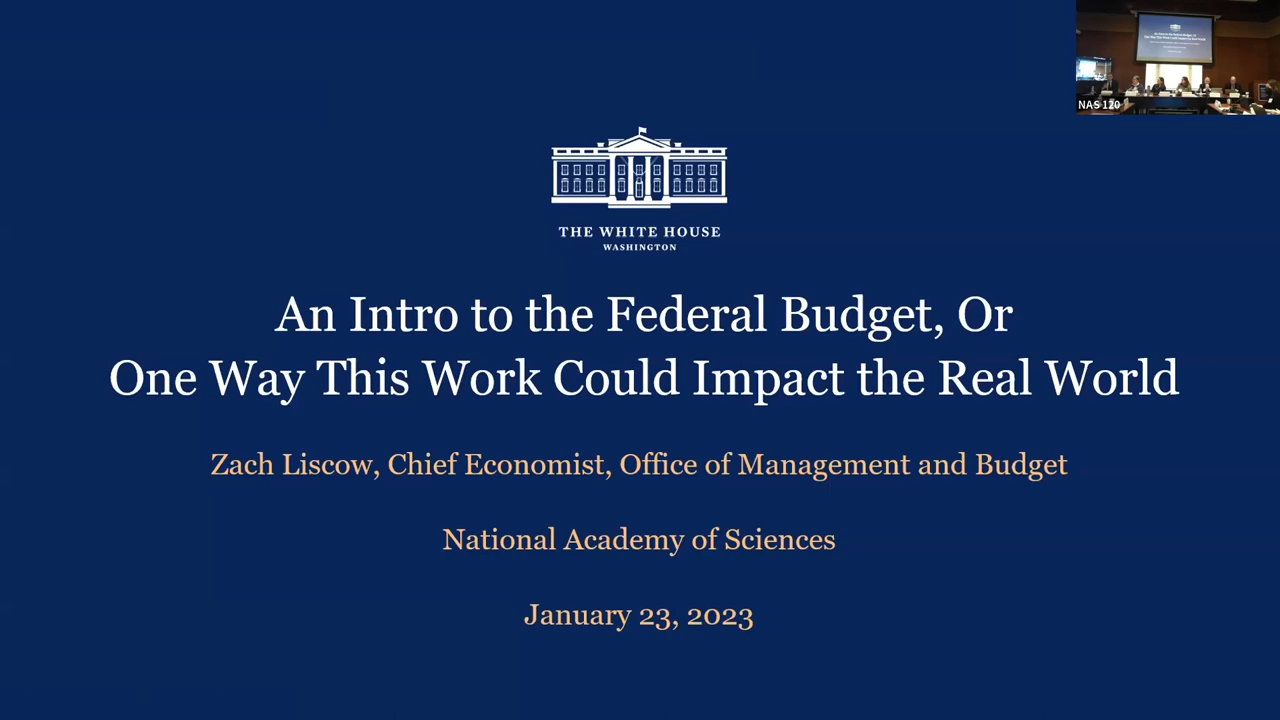 NAS 120
THE WHITE HOUSE
WASHINGTON
An Intro to the Federal Budget, Or
One Way This Work Could Impact the Real World
Zach Liscow, Chief Economist, Office of Management and Budget
National Academy of Sciences
January 23, 2023